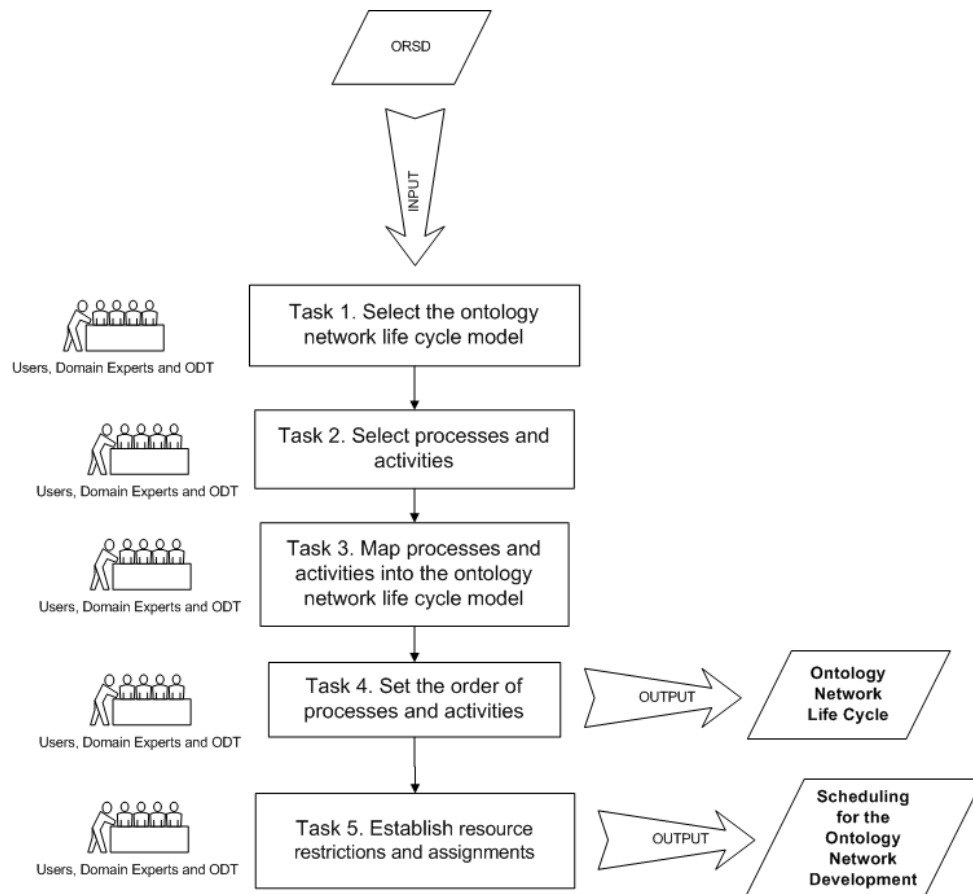 ORSD
INPUT
Task 1. Select the ontology
network life cycle model
Users, Domain Experts and ODT
Task 2. Select processes and
activities
Users, Domain Experts and ODT
Task 3. Map processes and
activities into the ontology
network life cycle model
Users, Domain Experts and ODT
Task 4. Set the order of
processes and activities
Users, Domain Experts and ODT
OUTPUT
Ontology
Network
Life Cycle
Task 5. Establish resource
restrictions and assignments
Users, Domain Experts and ODT
OUTPUT
Scheduling
for the
Ontology
Network
Development